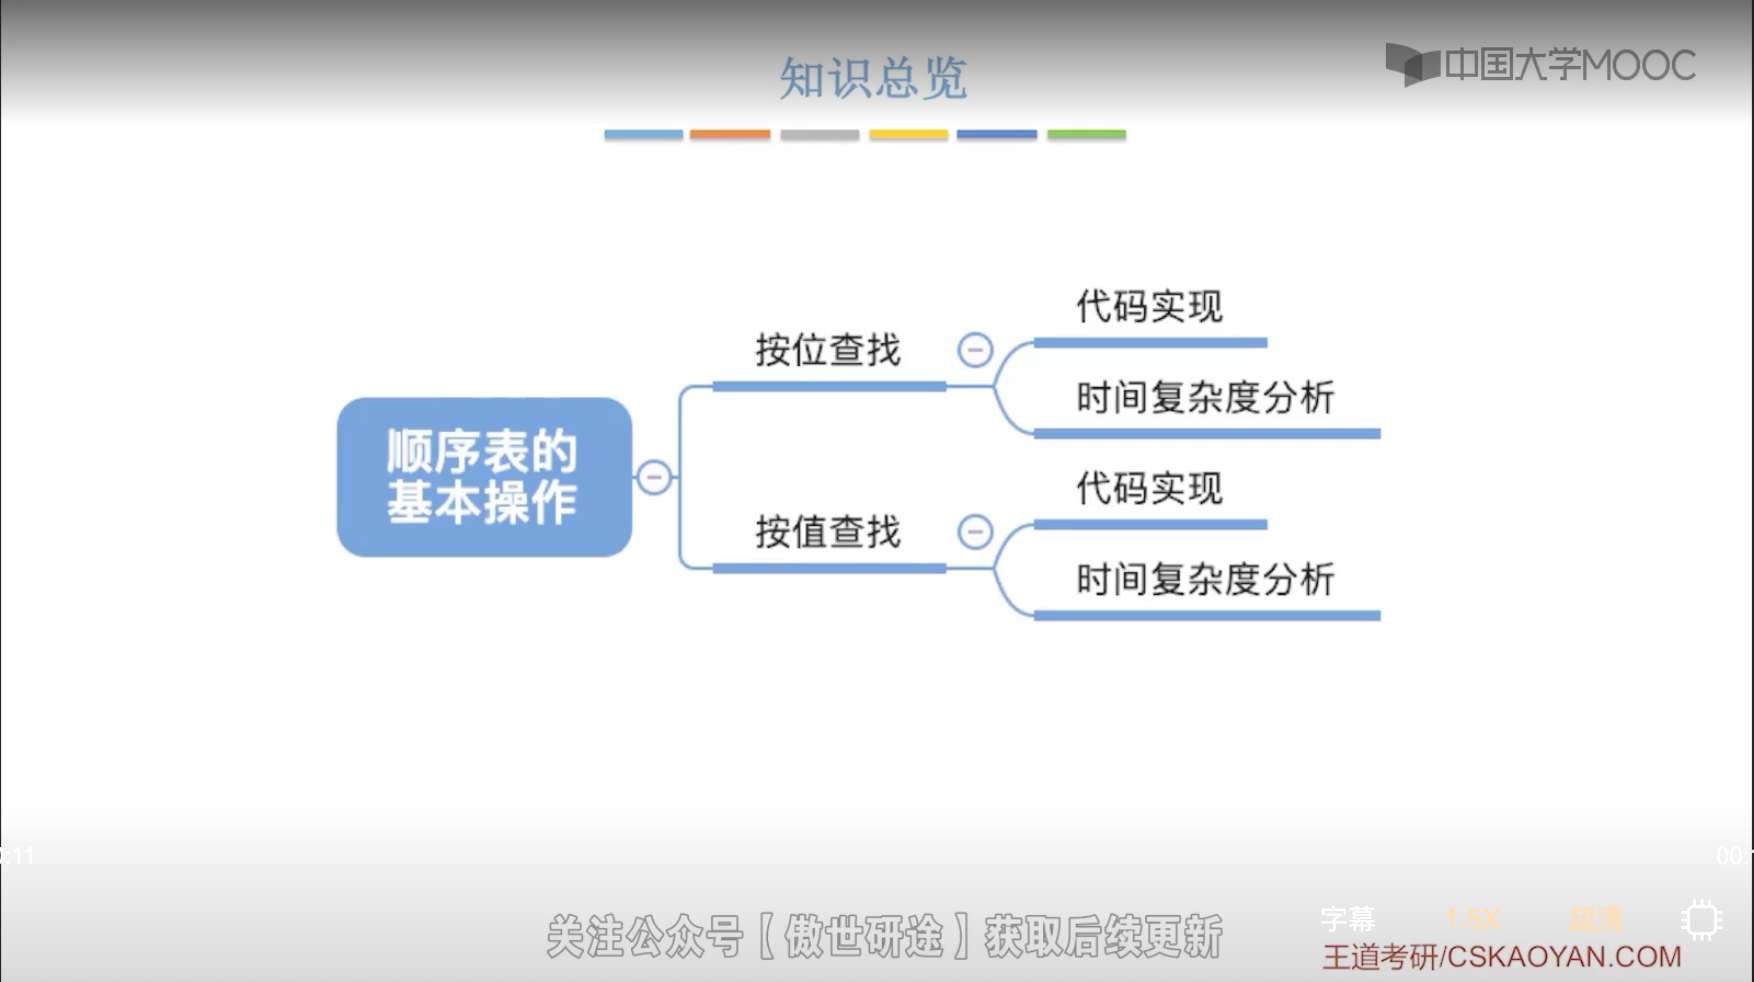 知识总览
中国大学MOOC
顺序表的
基本操作
按位查找
代码实现
时间复杂度分析
按值查找
代码实现
时间复杂度分析
:11
00:
关注公众号【傲世研途】获取后续更新
字幕
1.5X
超清
王道考研/CSKAOYAN.COM